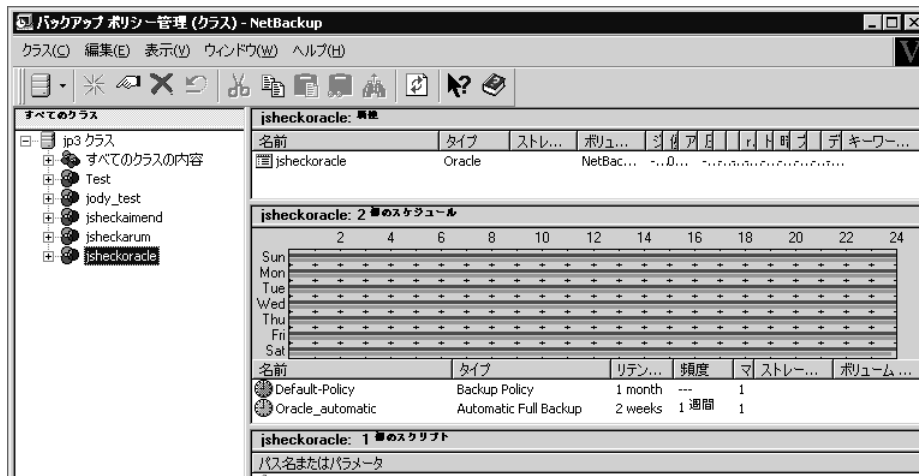 バックアップ ポリシー管理 (クラス) - NetBackup
クラス(C) 編集(E) 表示(V) ウィンドウ(W) ヘルプ(H)
すべてのクラス
jp3 クラス
すべてのクラスの内容
Test
jody_test
jsheckaimend
jsheckarum
jsheckoracle
jsheckoracle: 属性
名前 タイプ ストレ... ボリュ... キーワー...
jsheckoracle Oracle NetBac...
jsheckoracle: 2 個のスケジュール
2 4 6 8 10 12 14 16 18 20 22 24
Sun
Mon
Tue
Wed
Thu
Fri
Sat
名前 タイプ リテン... 頻度 マ ストレー... ボリューム ...
Default-Policy Backup Policy 1 month --- 1
Oracle_automatic Automatic Full Backup 2 weeks 1 週間 1
jsheckoracle: 1 個のスクリプト
パス名またはパラメータ